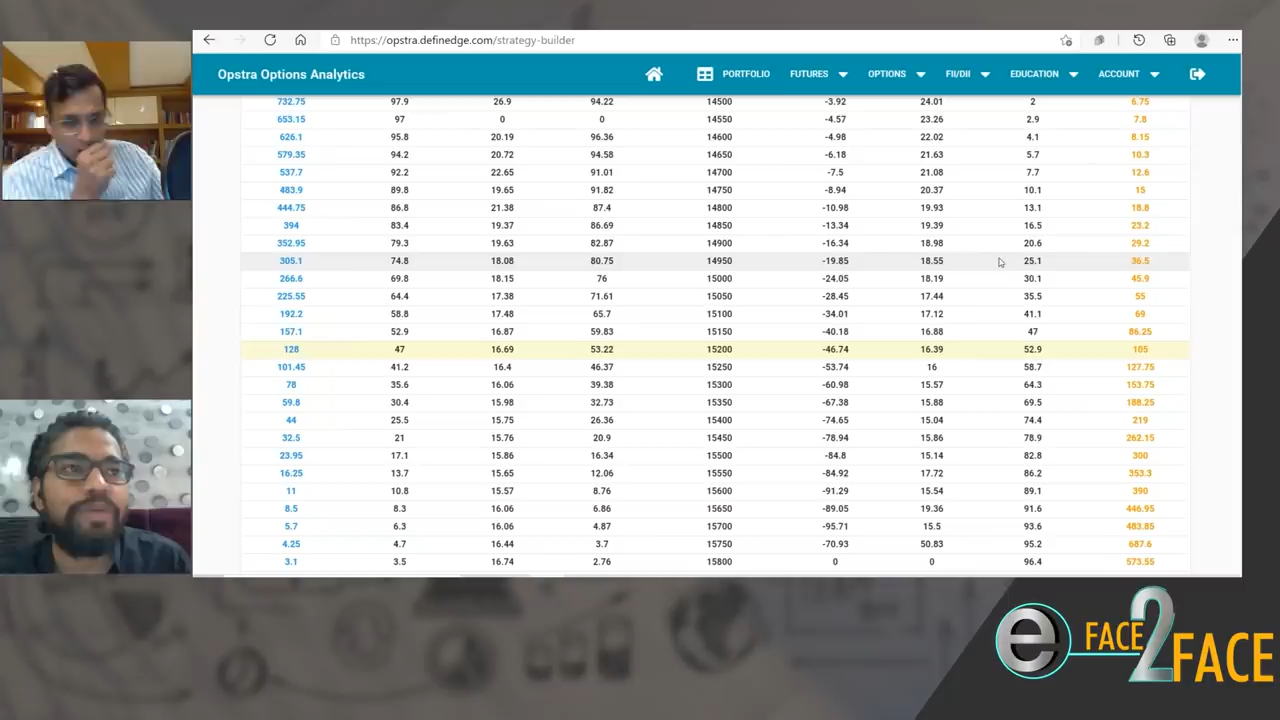 https://opstra.definedge.com/strategy-builder
Opstra Options Analytics PORTFOLIO FUTURES OPTIONS FII/DII EDUCATION ACCOUNT
732.75 97.9 26.9 94.22 14500 -3.92 24.01 2 6.75
653.15 97 0 0 14550 -4.57 23.26 2.9 7.8
626.1 95.8 20.19 96.36 14600 -4.98 22.02 4.1 8.15
579.35 94.2 20.72 94.58 14650 -6.18 21.63 5.7 10.3
537.7 92.2 22.65 91.01 14700 -7.5 21.08 7.7 12.6
483.9 89.8 19.65 91.82 14750 -8.94 20.37 10.1 15
444.75 86.8 21.38 87.4 14800 -10.98 19.93 13.1 18.8
394 83.4 19.37 86.69 14850 -13.34 19.39 16.5 23.2
352.95 79.3 19.63 82.87 14900 -16.34 18.98 20.6 29.2
305.1 74.8 18.08 80.75 14950 -19.85 18.55 25.1 36.5
266.6 69.8 18.15 76 15000 -24.05 18.19 30.1 45.9
225.55 64.4 17.38 71.61 15050 -28.45 17.44 35.5 55
192.2 58.8 17.48 65.7 15100 -34.01 17.12 41.1 69
157.1 52.9 16.87 59.83 15150 -40.18 16.88 47 86.25
128 47 16.69 53.22 15200 -46.74 16.39 52.9 105
101.45 41.2 16.4 46.37 15250 -53.74 16 58.7 127.75
78 35.6 16.06 39.38 15300 -60.98 15.57 64.3 153.75
59.8 30.4 15.98 32.73 15350 -67.38 15.88 69.5 188.25
44 25.5 15.75 26.36 15400 -74.65 15.04 74.4 219
32.5 21 15.76 20.9 15450 -78.94 15.86 78.9 262.15
23.95 17.1 15.86 16.34 15500 -84.8 15.14 82.8 300
16.25 13.7 15.65 12.06 15550 -84.92 17.72 86.2 353.3
11 10.8 15.57 8.76 15600 -91.29 15.54 89.1 390
8.5 8.3 16.06 6.86 15650 -89.05 19.36 91.6 446.95
5.7 6.3 16.06 4.87 15700 -95.71 15.5 93.6 483.85
4.25 4.7 16.44 3.7 15750 -70.93 50.83 95.2 687.6
3.1 3.5 16.74 2.76 15800 0 0 96.4 573.55
e FACE 2 FACE